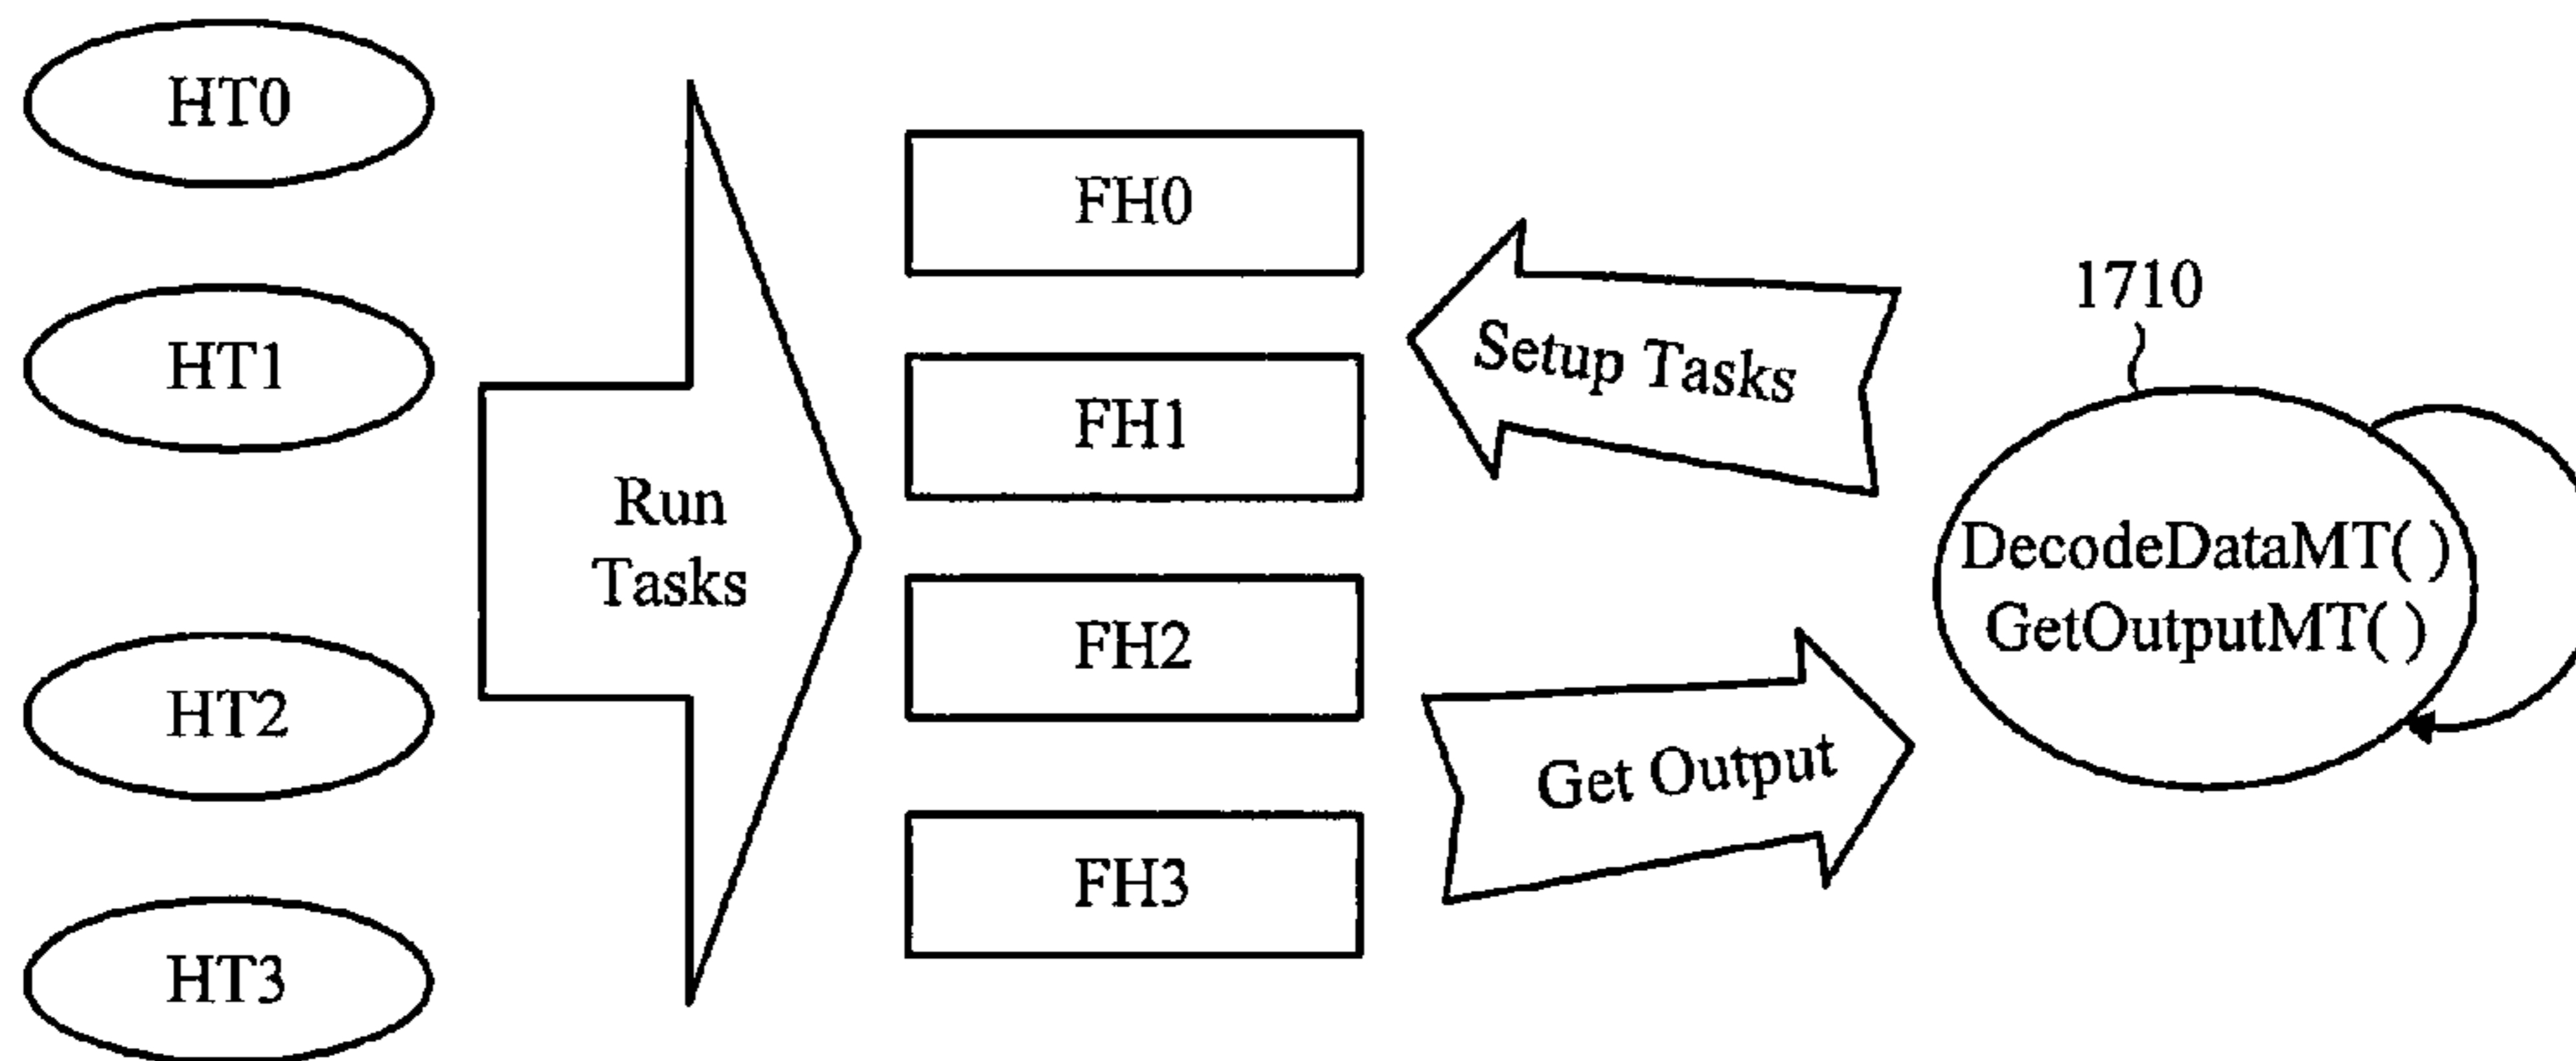 HT0
HT1
HT2
HT3
Run
Tasks
FH0
FH1
FH2
FH3
Setup Tasks
Get Output
1710
DecodeDataMT( )
GetOutputMT( )